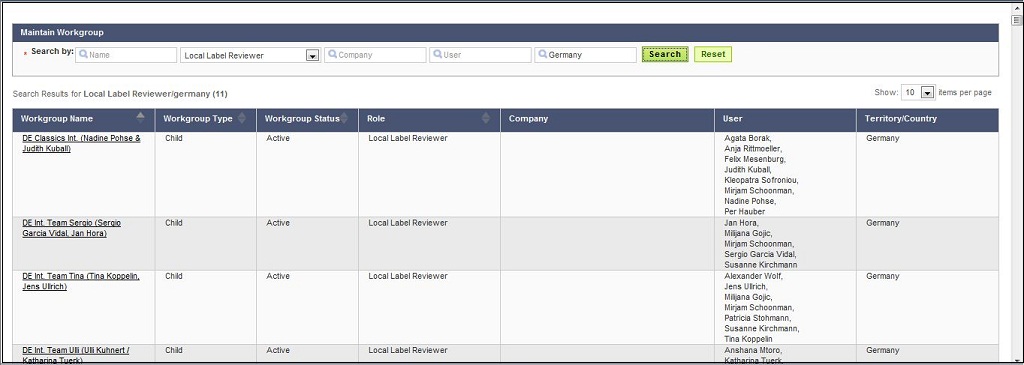 Maintain Workgroup
* Search by: Name Local Label Reviewer Company User Germany Search Reset
Search Results for Local Label Reviewer/germany (11) Show: 10 items per page
Workgroup Name Workgroup Type Workgroup Status Role Company User Territory/Country
DE Classics Int. (Nadine Pohse & Child Active Local Label Reviewer Agata Borak, Germany
Judith Kuball) Anja Rittmoeller,
Felix Mesenburg,
Judith Kuball,
Kleopatra Sofroniou,
Mirjam Schoonman,
Nadine Pohse,
Per Hauber
DE Int. Team Sergio (Sergio Child Active Local Label Reviewer Jan Hora, Germany
Garcia Vidal, Jan Hora) Milijana Gojic,
Mirjam Schoonman,
Sergio Garcia Vidal,
Susanne Kirchmann
DE Int. Team Tina (Tina Koppelin, Child Active Local Label Reviewer Alexander Wolf, Germany
Jens Ullrich) Jens Ullrich,
Milijana Gojic,
Mirjam Schoonman,
Patricia Stohmann,
Susanne Kirchmann,
Tina Koppelin
DE Int. Team Ulli (Ulli Kuhnert / Child Active Local Label Reviewer Anshana Mtoro, Germany
Katharina Tuerk) Katharina Tuerk,